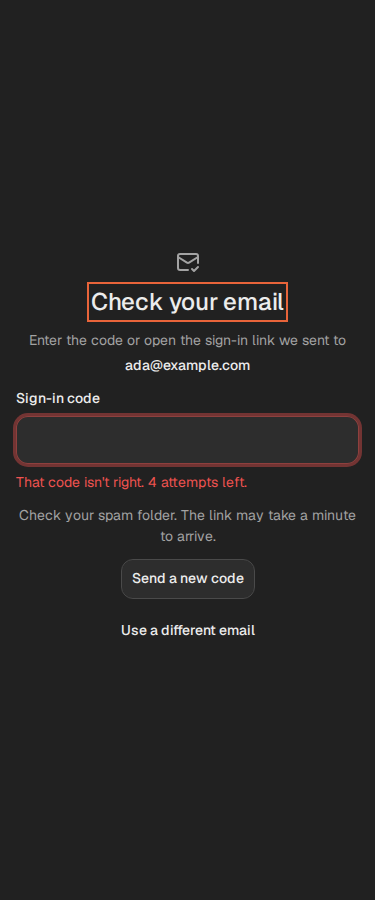 Check your email
Enter the code or open the sign-in link we sent to
ada@example.com
Sign-in code
That code isn't right. 4 attempts left.
Check your spam folder. The link may take a minute
to arrive.
Send a new code
Use a different email